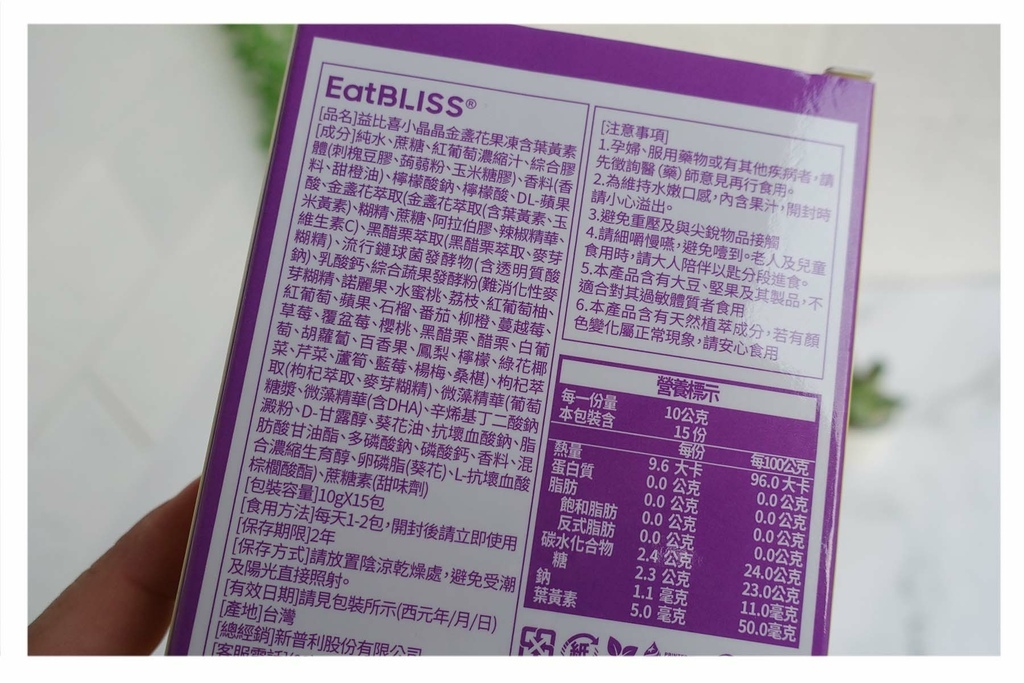 EatBLISS®
[品名]益比喜小晶晶金盞花果凍含葉黃素
[成分]純水、蔗糖、紅葡萄濃縮汁、綜合膠
體(刺槐豆膠、蒟蒻粉、玉米糖膠)、香料(香
料、甜橙油)、檸檬酸鈉、檸檬酸、DL-蘋果
酸、金盞花萃取(金盞花萃取(含葉黃素、玉
米黃素)、糊精、蔗糖、阿拉伯膠、辣椒精華、
維生素C)、黑醋栗萃取(黑醋栗萃取、麥芽
糊精)、流行鏈球菌發酵物(含透明質酸
鈉)、乳酸鈣、綜合蔬果發酵粉(難消化性麥
芽糊精、諾麗果、水蜜桃、荔枝、紅葡萄柚、
紅葡萄、蘋果、石榴、番茄、柳橙、蔓越莓、
草莓、覆盆莓、櫻桃、黑醋栗、醋栗、白葡
萄、胡蘿蔔、百香果、鳳梨、檸檬、綠花椰
菜、芹菜、蘆筍、藍莓、楊梅、桑椹)、枸杞萃
取(枸杞萃取、麥芽糊精)、微藻精華(葡萄
糖漿、微藻精華(含DHA)、辛烯基丁二酸鈉
澱粉、D-甘露醇、葵花油、抗壞血酸鈉、脂
肪酸甘油酯、多磷酸鈉、磷酸鈣、香料、混
合濃縮生育醇、卵磷脂(葵花)、L-抗壞血酸
棕櫚酸酯)、蔗糖素(甜味劑)
[包裝容量]10gX15包
[食用方法]每天1-2包，開封後請立即使用
[保存期限]2年
[保存方式]請放置陰涼乾燥處，避免受潮
及陽光直接照射。
[有效日期]請見包裝所示(西元年/月/日)
[產地]台灣
[總經銷]新普利股份有限公司
[客服電話]
[注意事項]
1.孕婦、服用藥物或有其他疾病者，請
先徵詢醫(藥)師意見再行食用。
2.為維持水嫩口感，內含果汁，開封時
請小心溢出。
3.避免重壓及與尖銳物品接觸
4.請細嚼慢嚥，避免噎到。老人及兒童
食用時，請大人陪伴以匙分段進食。
5.本產品含有大豆、堅果及其製品，不
適合對其過敏體質者食用
6.本產品含有天然植萃成分，若有顏
色變化屬正常現象，請安心食用
營養標示
每一份量 10公克
本包裝含 15份
每份 每100公克
熱量 9.6 大卡 96.0大卡
蛋白質 0.0 公克 0.0公克
脂肪 0.0 公克 0.0公克
飽和脂肪 0.0 公克 0.0公克
反式脂肪 0.0 公克 0.0公克
碳水化合物 2.4 公克 24.0公克
糖 2.3 公克 23.0公克
鈉 1.1 毫克 11.0毫克
葉黃素 5.0 毫克 50.0毫克
紙